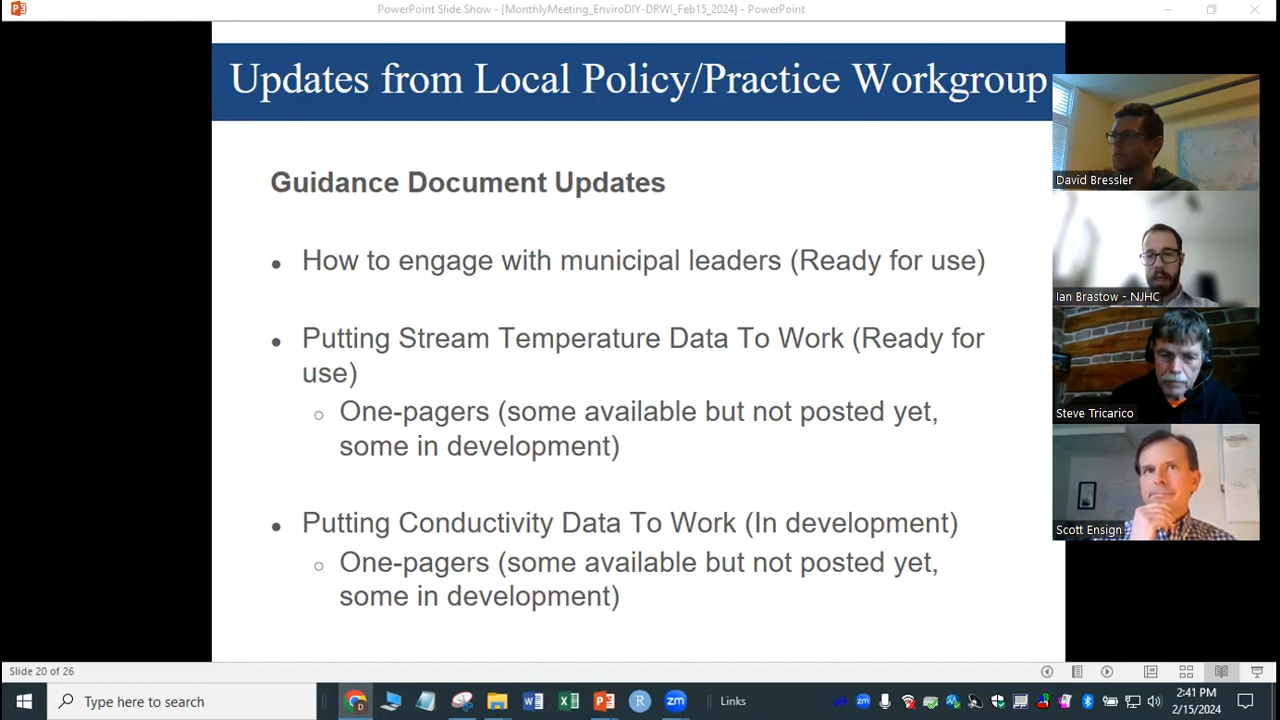 PowerPoint Slide Show - [MonthlyMeeting_EnviroDIY-DRWI_Feb15_2024] - PowerPoint
Updates from Local Policy/Practice Workgroup
Guidance Document Updates
● How to engage with municipal leaders (Ready for use)
● Putting Stream Temperature Data To Work (Ready for
use)
○ One-pagers (some available but not posted yet,
some in development)
● Putting Conductivity Data To Work (In development)
○ One-pagers (some available but not posted yet,
some in development)
David Bressler
Ian Brastow - NJHC
Steve Tricarico
Scott Ensign
Slide 20 of 26
Type here to search
Links
2:41 PM
2/15/2024